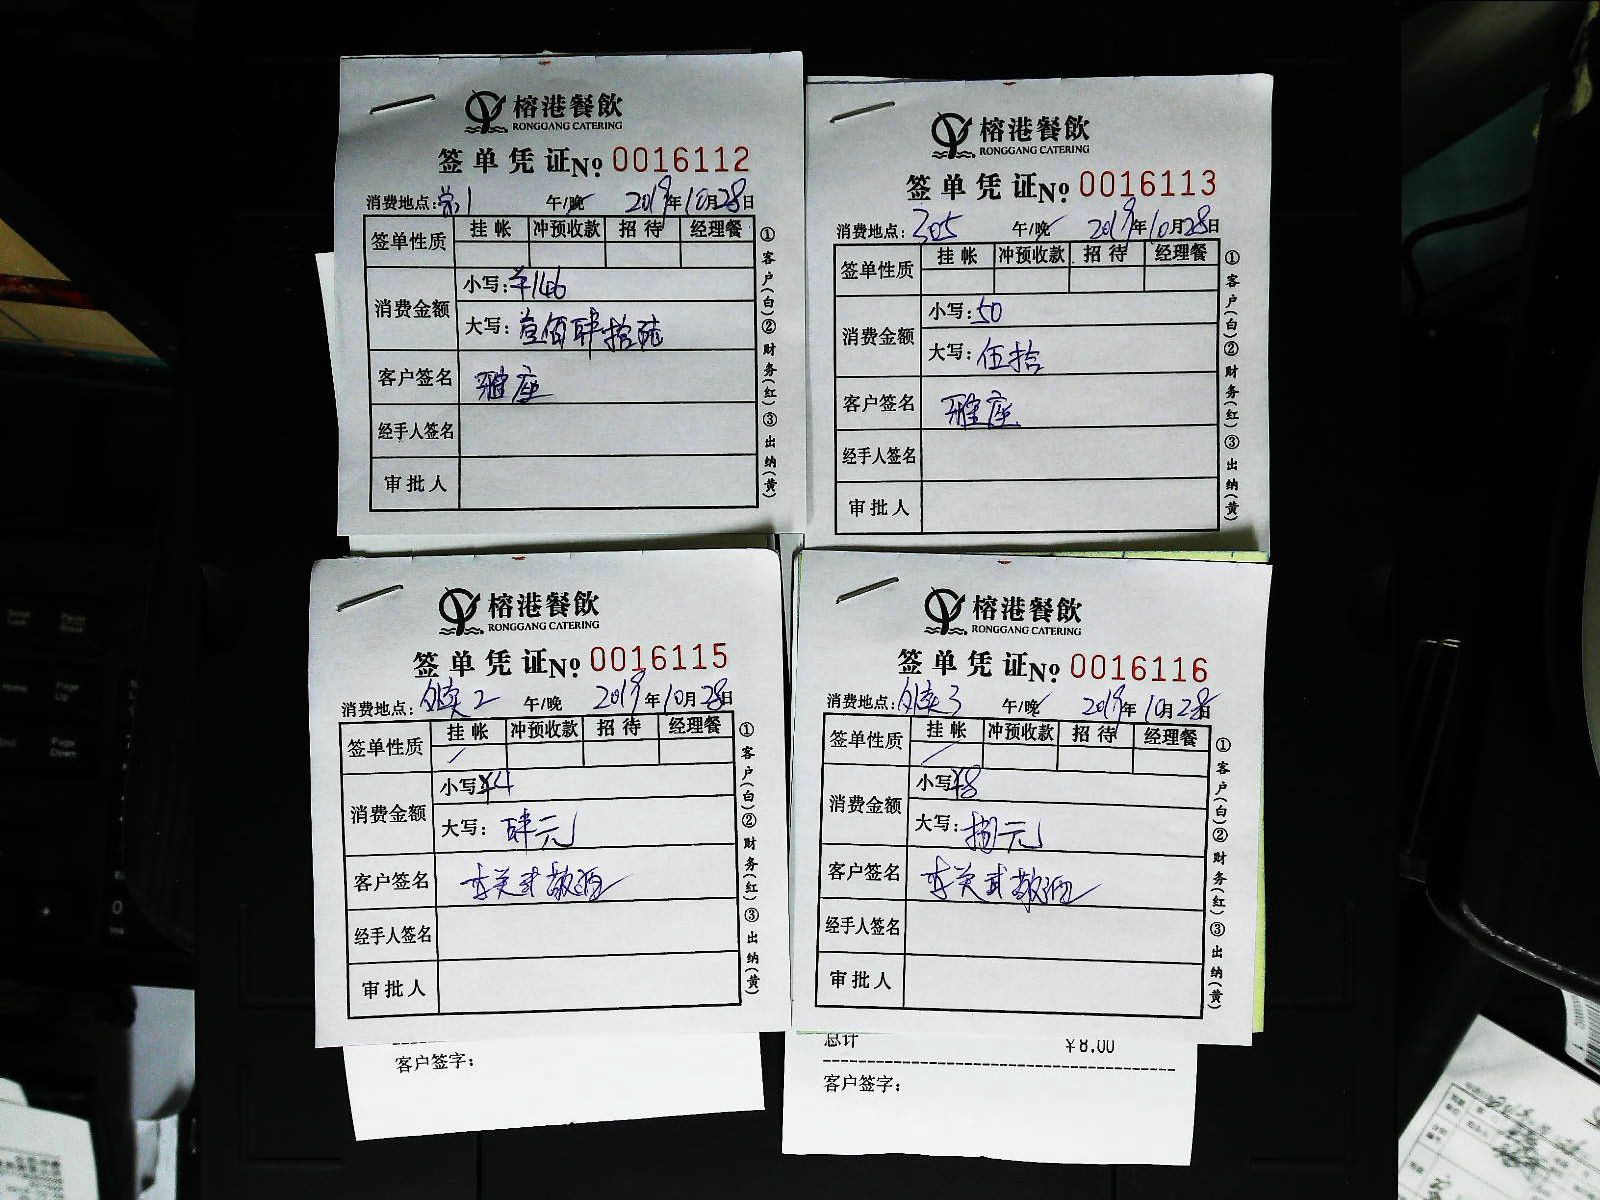 榕港餐飲
RONGGANG CATERING
签单凭证No 0016112
消费地点: 1 午/晚 2019年10月28日
签单性质 挂帐 冲预收款 招待 经理餐
消费金额 小写:¥146
大写:壹佰肆拾陆
客户签名 雅座
经手人签名
审批人
①客户(白)②财务(红)③出纳(黄)
榕港餐飲
RONGGANG CATERING
签单凭证No 0016113
消费地点: 305 午/晚 2019年10月28日
签单性质 挂帐 冲预收款 招待 经理餐
消费金额 小写:50
大写:伍拾
客户签名 雅座
经手人签名
审批人
①客户(白)②财务(红)③出纳(黄)
榕港餐飲
RONGGANG CATERING
签单凭证No 0016115
消费地点: 外卖2 午/晚 2019年10月28日
签单性质 挂帐 冲预收款 招待 经理餐
消费金额 小写¥4
大写: 肆元
客户签名
经手人签名
审批人
①客户(白)②财务(红)③出纳(黄)
客户签字:
榕港餐飲
RONGGANG CATERING
签单凭证No 0016116
消费地点: 外卖3 午/晚 2019年10月28日
签单性质 挂帐 冲预收款 招待 经理餐
消费金额 小写¥8
大写: 捌元
客户签名
经手人签名
审批人
①客户(白)②财务(红)③出纳(黄)
总计 ¥8.00
客户签字: